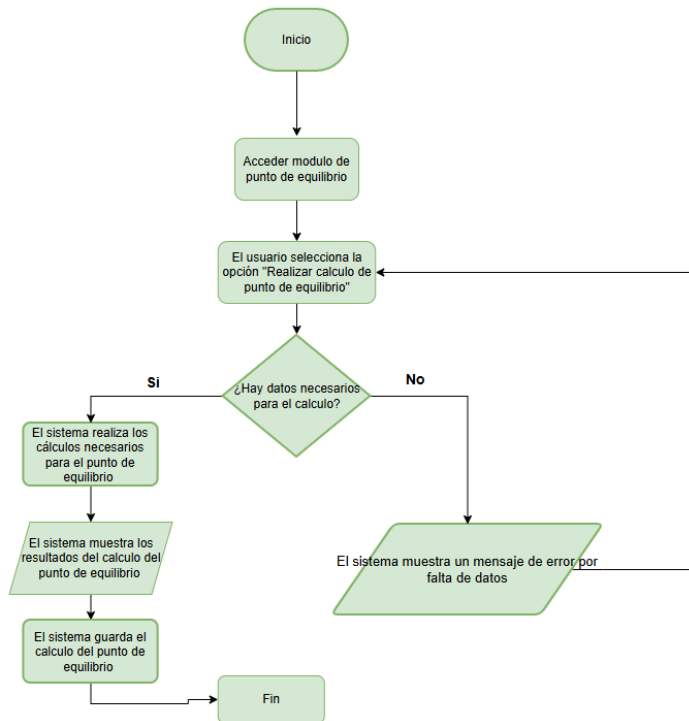 Inicio
Acceder modulo de
punto de equilibrio
El usuario selecciona la
opción "Realizar calculo de
punto de equilibrio"
¿Hay datos necesarios
para el calculo?
Si
No
El sistema realiza los
cálculos necesarios
para el punto de
equilibrio
El sistema muestra los
resultados del calculo del
punto de equilibrio
El sistema muestra un mensaje de error por
falta de datos
El sistema guarda el
calculo del punto de
equilibrio
Fin